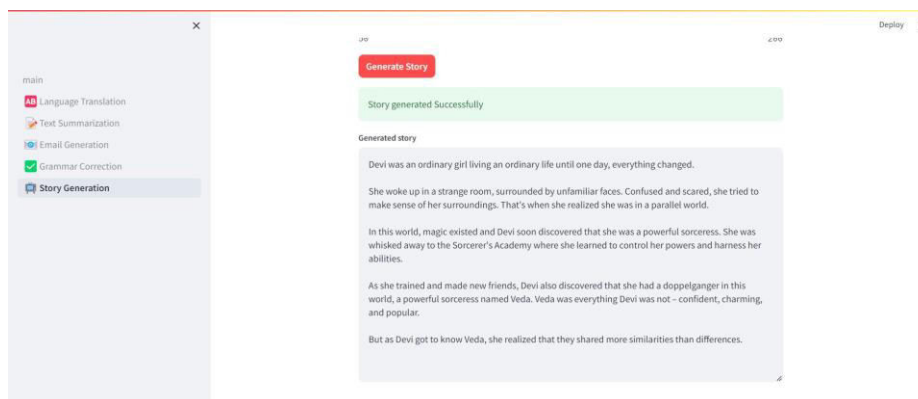 Deploy
main
AB Language Translation
Text Summarization
Email Generation
Grammar Correction
Story Generation
Generate Story
Story generated Successfully
Generated story
Devi was an ordinary girl living an ordinary life until one day, everything changed.
She woke up in a strange room, surrounded by unfamiliar faces. Confused and scared, she tried to
make sense of her surroundings. That's when she realized she was in a parallel world.
In this world, magic existed and Devi soon discovered that she was a powerful sorceress. She was
whisked away to the Sorcerer's Academy where she learned to control her powers and harness her
abilities.
As she trained and made new friends, Devi also discovered that she had a doppelganger in this
world, a powerful sorceress named Veda. Veda was everything Devi was not – confident, charming,
and popular.
But as Devi got to know Veda, she realized that they shared more similarities than differences.